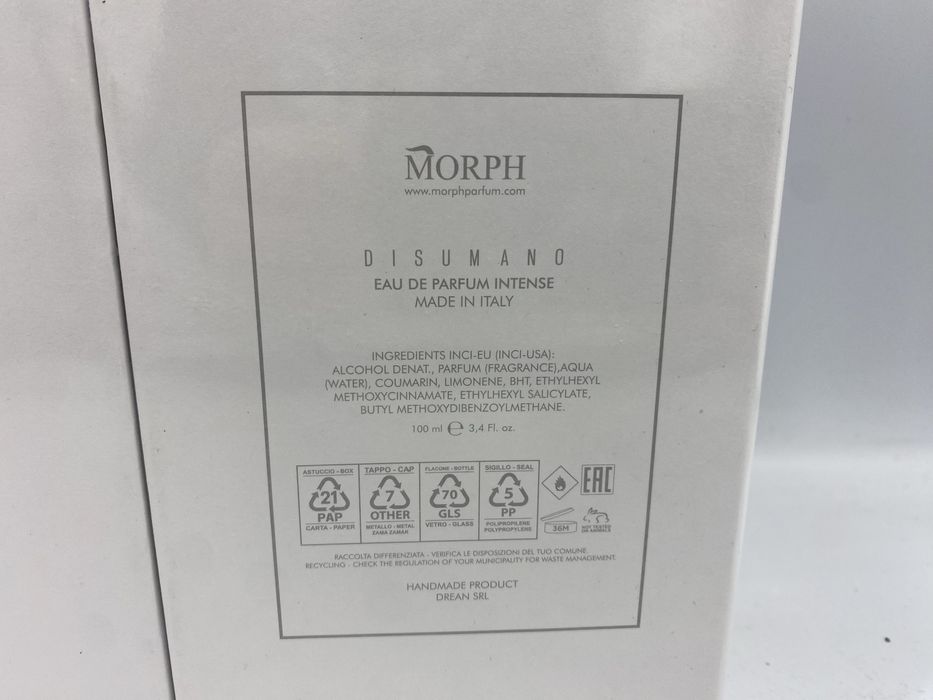 MORPH
www.morphparfum.com
DISUMANO
EAU DE PARFUM INTENSE
MADE IN ITALY
INGREDIENTS INCI-EU (INCI-USA):
ALCOHOL DENAT., PARFUM (FRAGRANCE),AQUA
(WATER), COUMARIN, LIMONENE, BHT, ETHYLHEXYL
METHOXYCINNAMATE, ETHYLHEXYL SALICYLATE,
BUTYL METHOXYDIBENZOYLMETHANE.
100 ml e 3,4 Fl. oz.
ASTUCCIO - BOX
21
PAP
CARTA - PAPER
TAPPO - CAP
7
OTHER
METALLO - METAL
ZAMA ZAMAK
FLACONE - BOTTLE
70
GLS
VETRO - GLASS
SIGILLO - SEAL
5
PP
POLIPROPILENE
POLYPROPYLENE
EAC
36M
NOT TESTED
ON ANIMALS
RACCOLTA DIFFERENZIATA - VERIFICA LE DISPOSIZIONI DEL TUO COMUNE.
RECYCLING - CHECK THE REGULATION OF YOUR MUNICIPALITY FOR WASTE MANAGEMENT.
HANDMADE PRODUCT
DREAN SRL